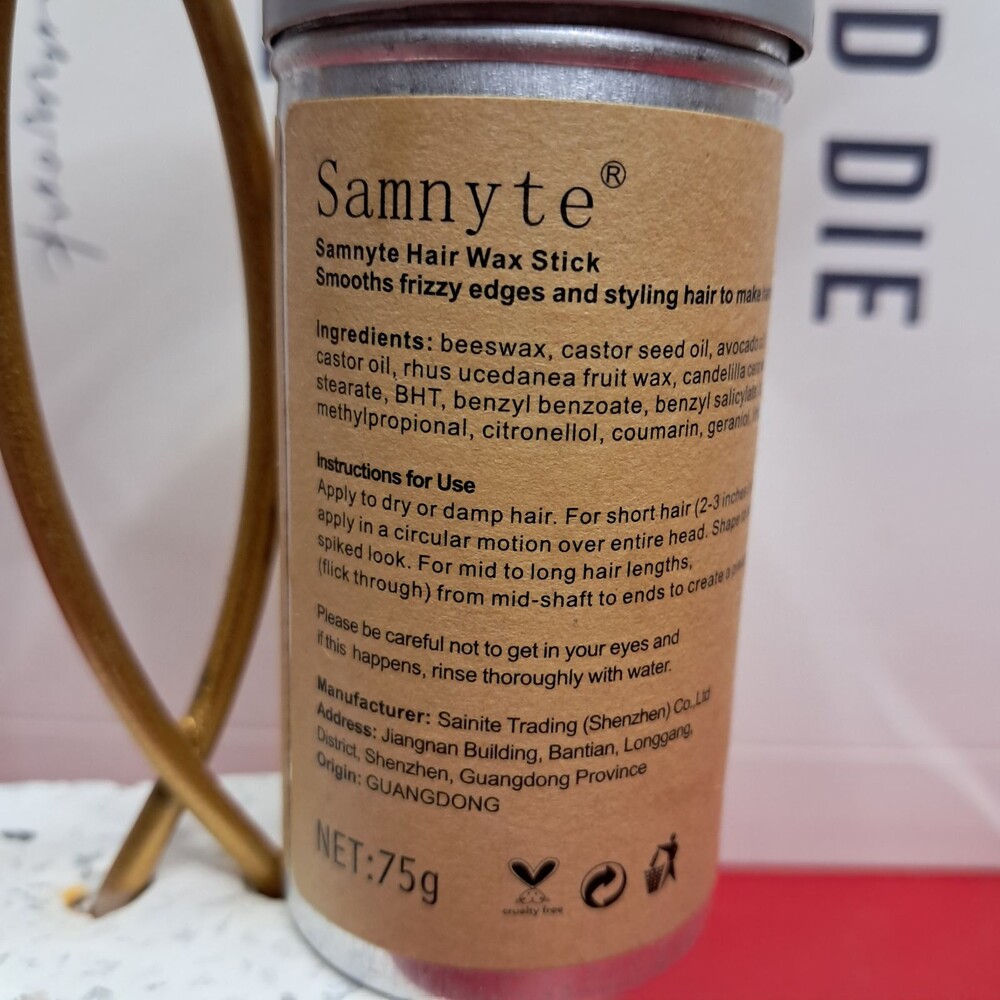 Samnyte®
Samnyte Hair Wax Stick
Smooths frizzy edges and styling hair to make
Ingredients: beeswax, castor seed oil, avocado
castor oil, rhus ucedanea fruit wax, candelilla
stearate, BHT, benzyl benzoate, benzyl salicylate
methylpropional, citronellol, coumarin, geraniol,
Instructions for Use
Apply to dry or damp hair. For short hair (2-3 inches
apply in a circular motion over entire head. Shape
spiked look. For mid to long hair lengths,
(flick through) from mid-shaft to ends to create a
Please be careful not to get in your eyes and
if this happens, rinse thoroughly with water.
Manufacturer: Sainite Trading (Shenzhen) Co.,Ltd
Address: Jiangnan Building, Bantian, Longgang,
District, Shenzhen, Guangdong Province
Origin: GUANGDONG
NET:75g
cruelty free
D DIE